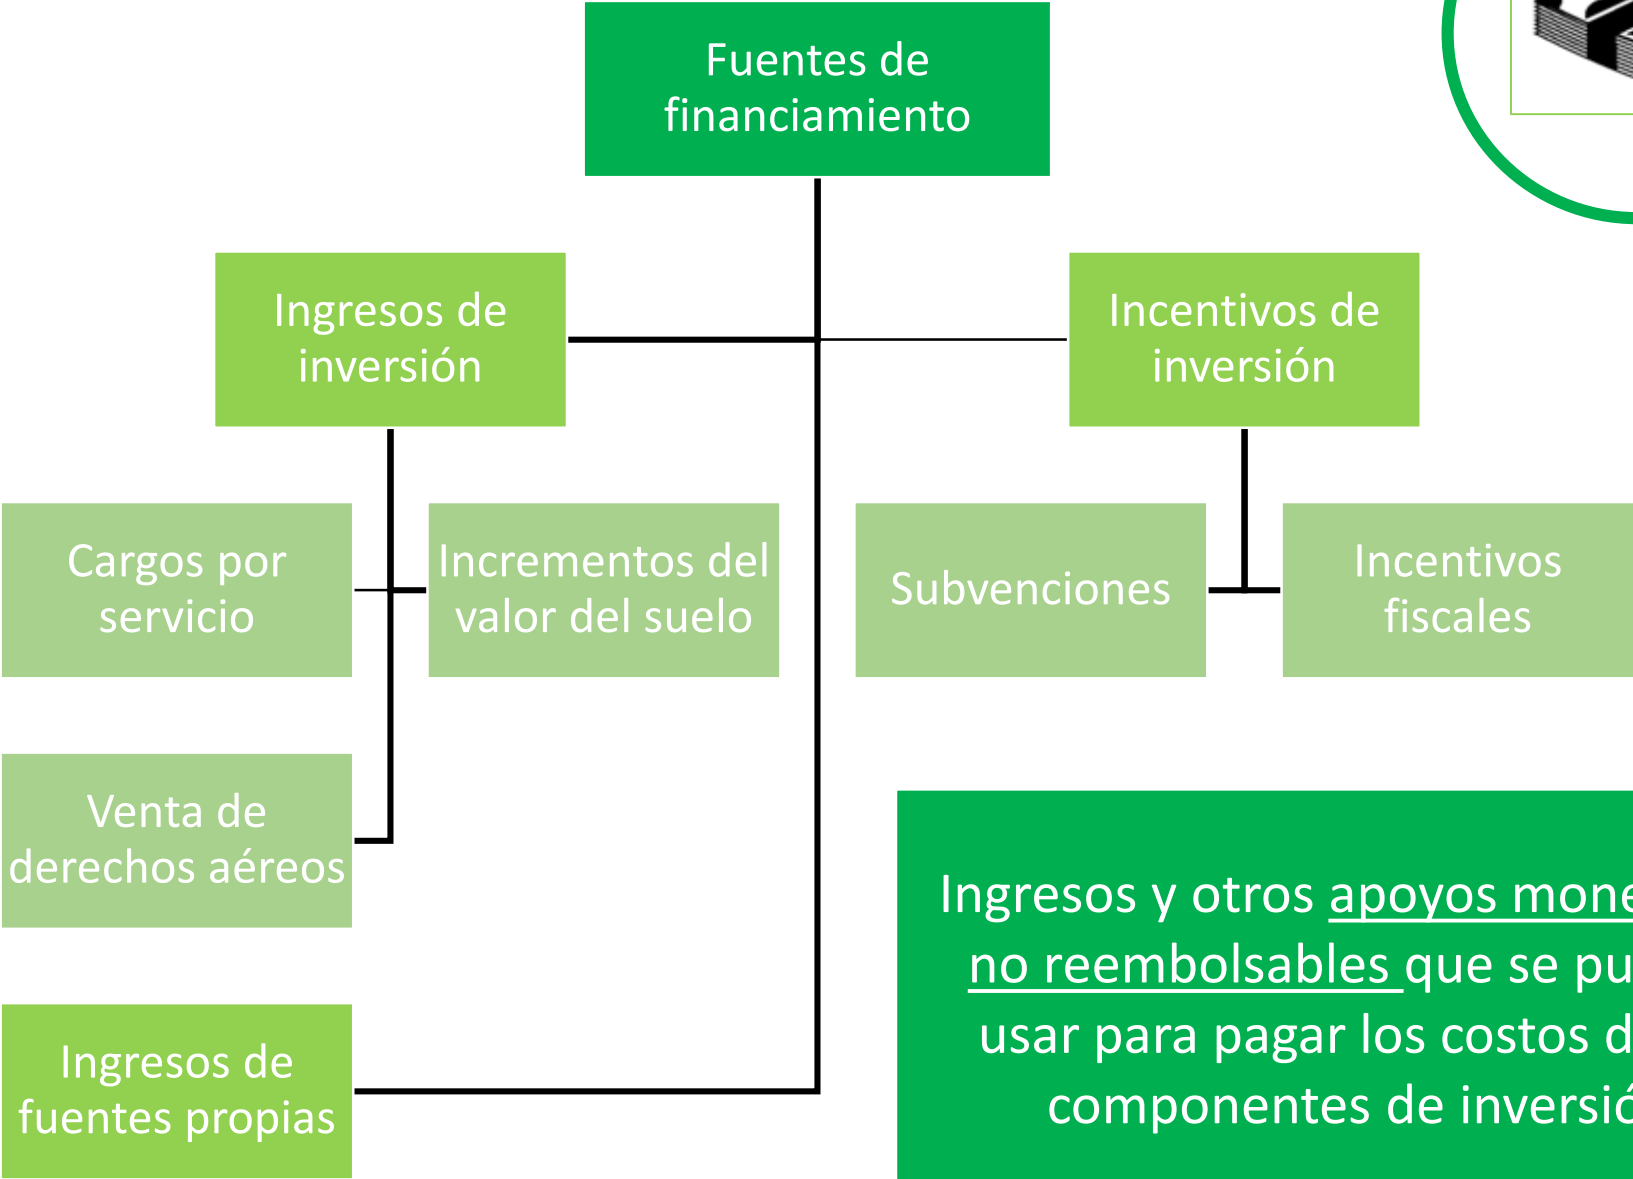 Fuentes de
financiamiento
Ingresos de
inversión
Incentivos de
inversión
Cargos por
servicio
Incrementos del
valor del suelo
Subvenciones
Incentivos
fiscales
Venta de
derechos aéreos
Ingresos de
fuentes propias
Ingresos y otros apoyos
no reembolsables que se
usar para pagar los costos
componentes de